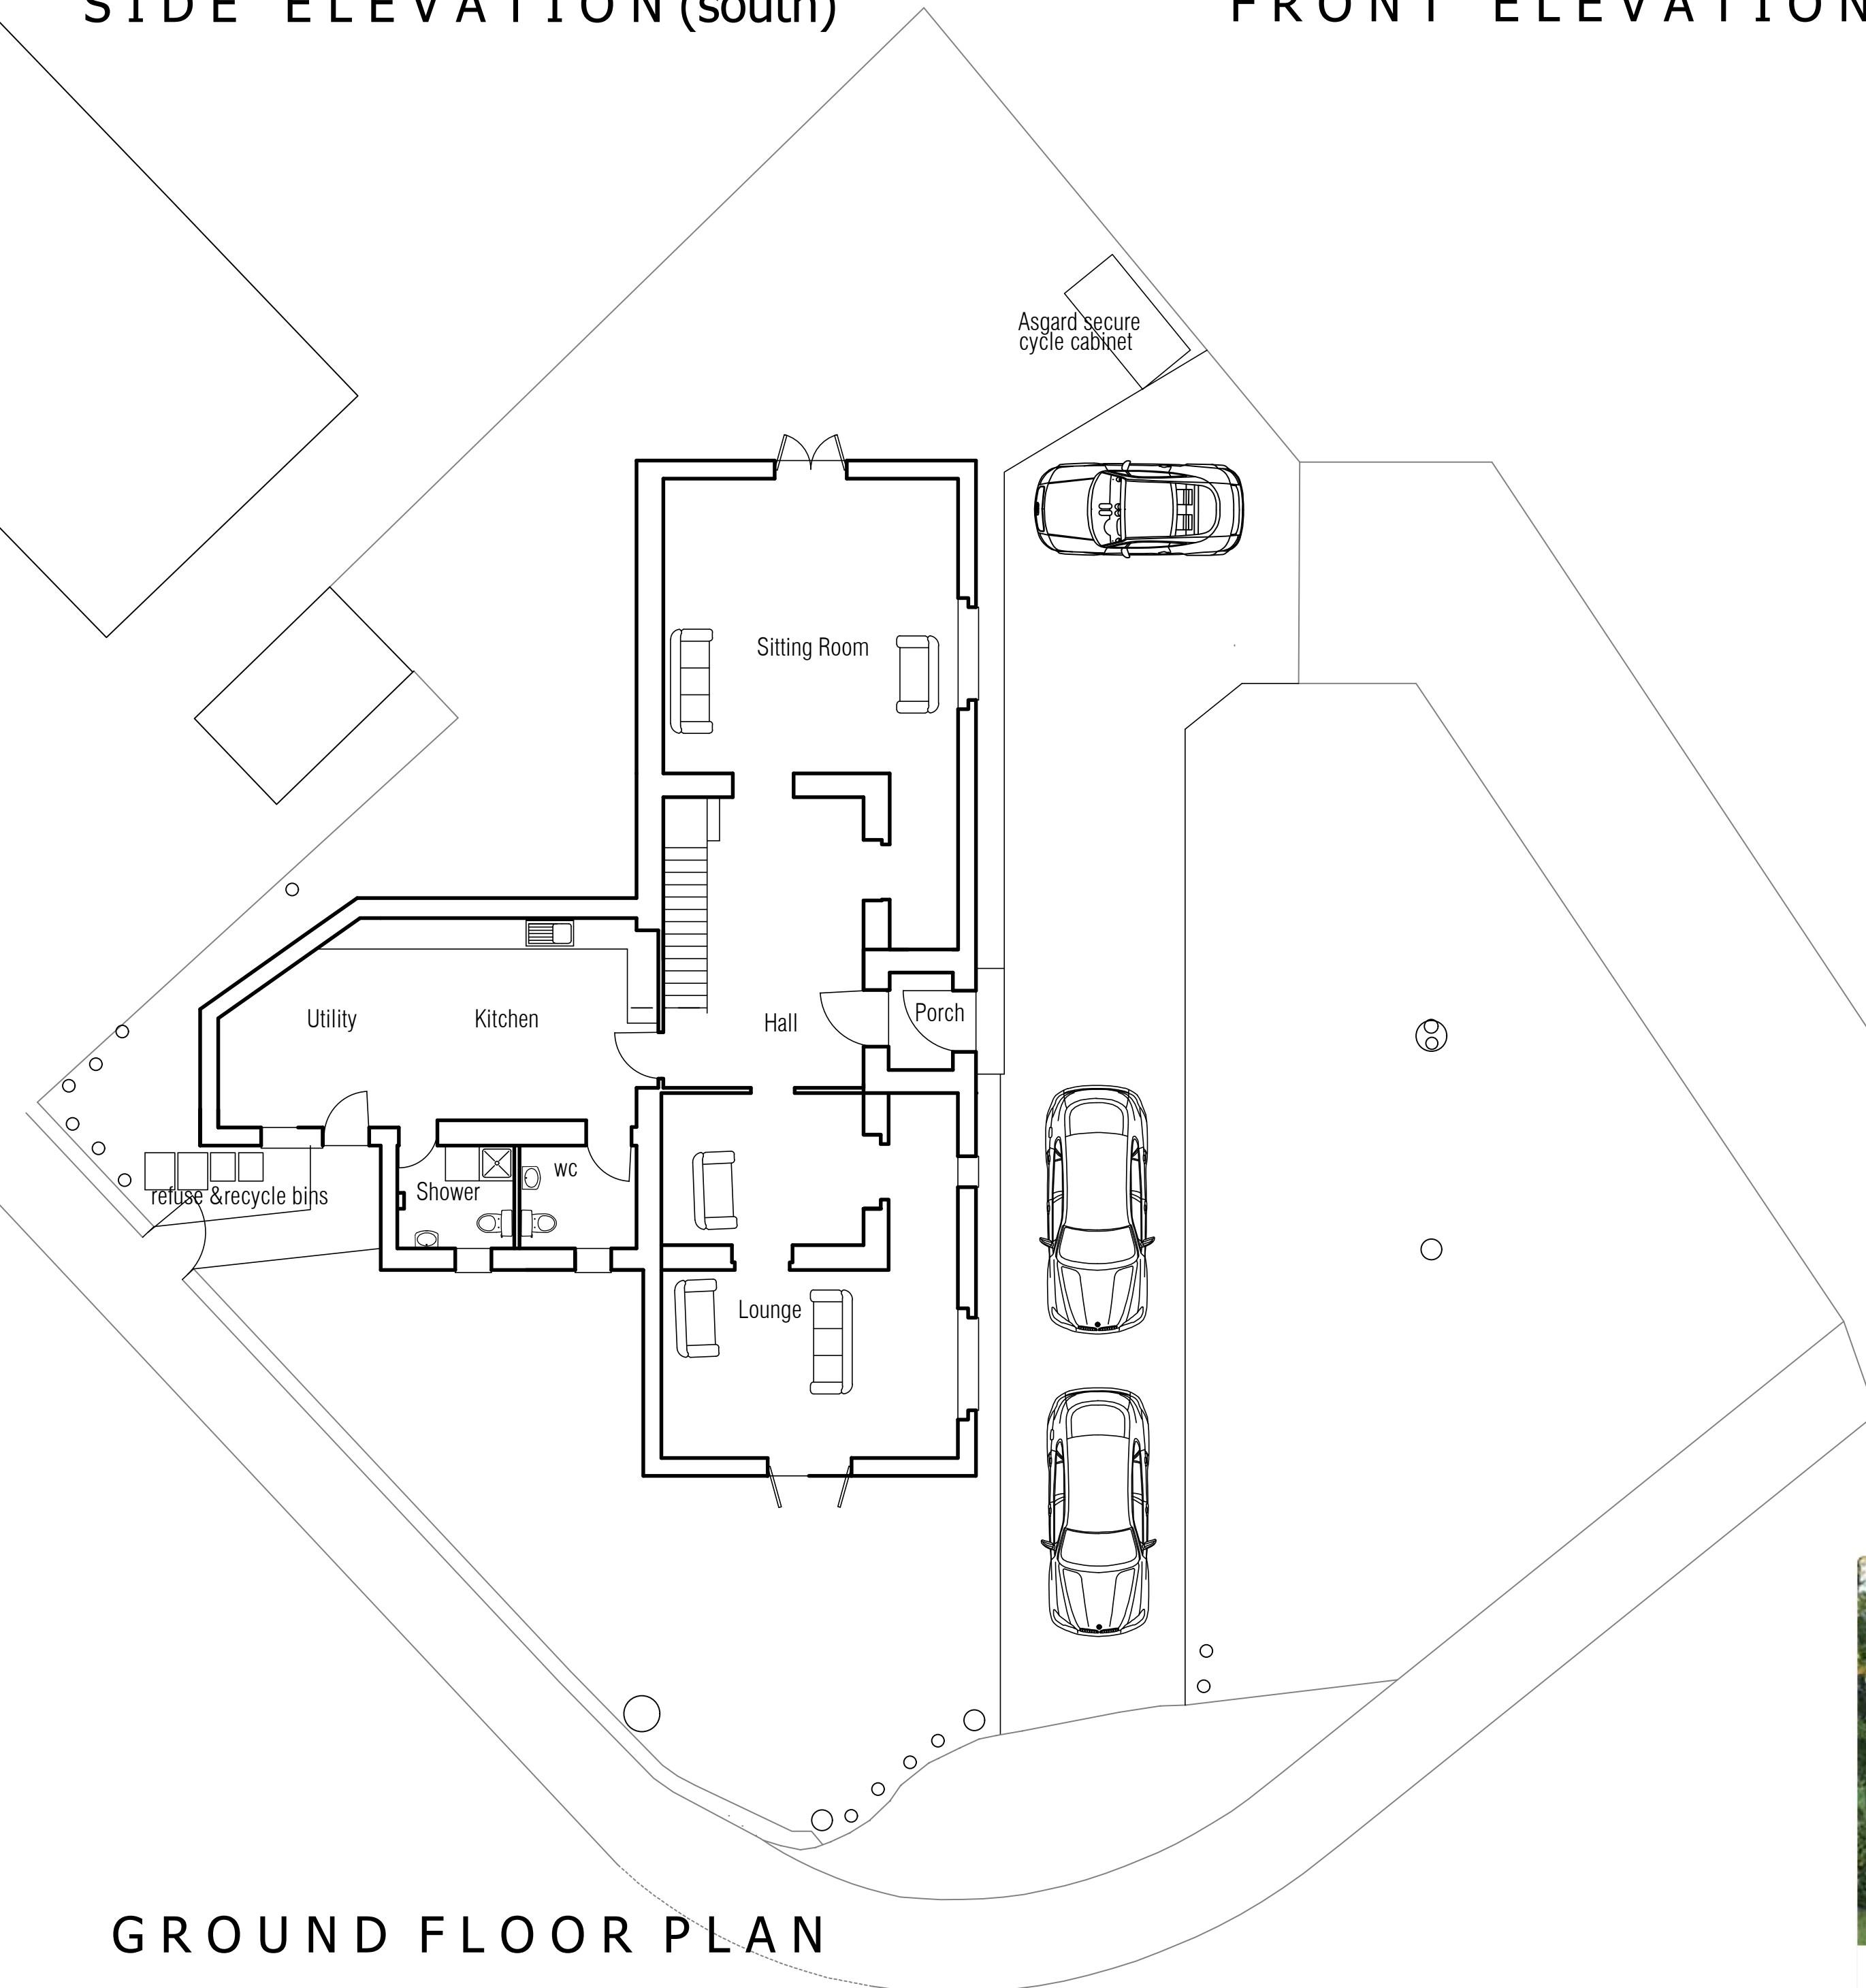 SIDE ELEVATION (south)
FRONT ELEVATION
Asgard secure
cycle cabinet
Sitting Room
Utility
Kitchen
Hall
Porch
wc
Shower
refuse &recycle bins
Lounge
GROUND FLOOR PLAN